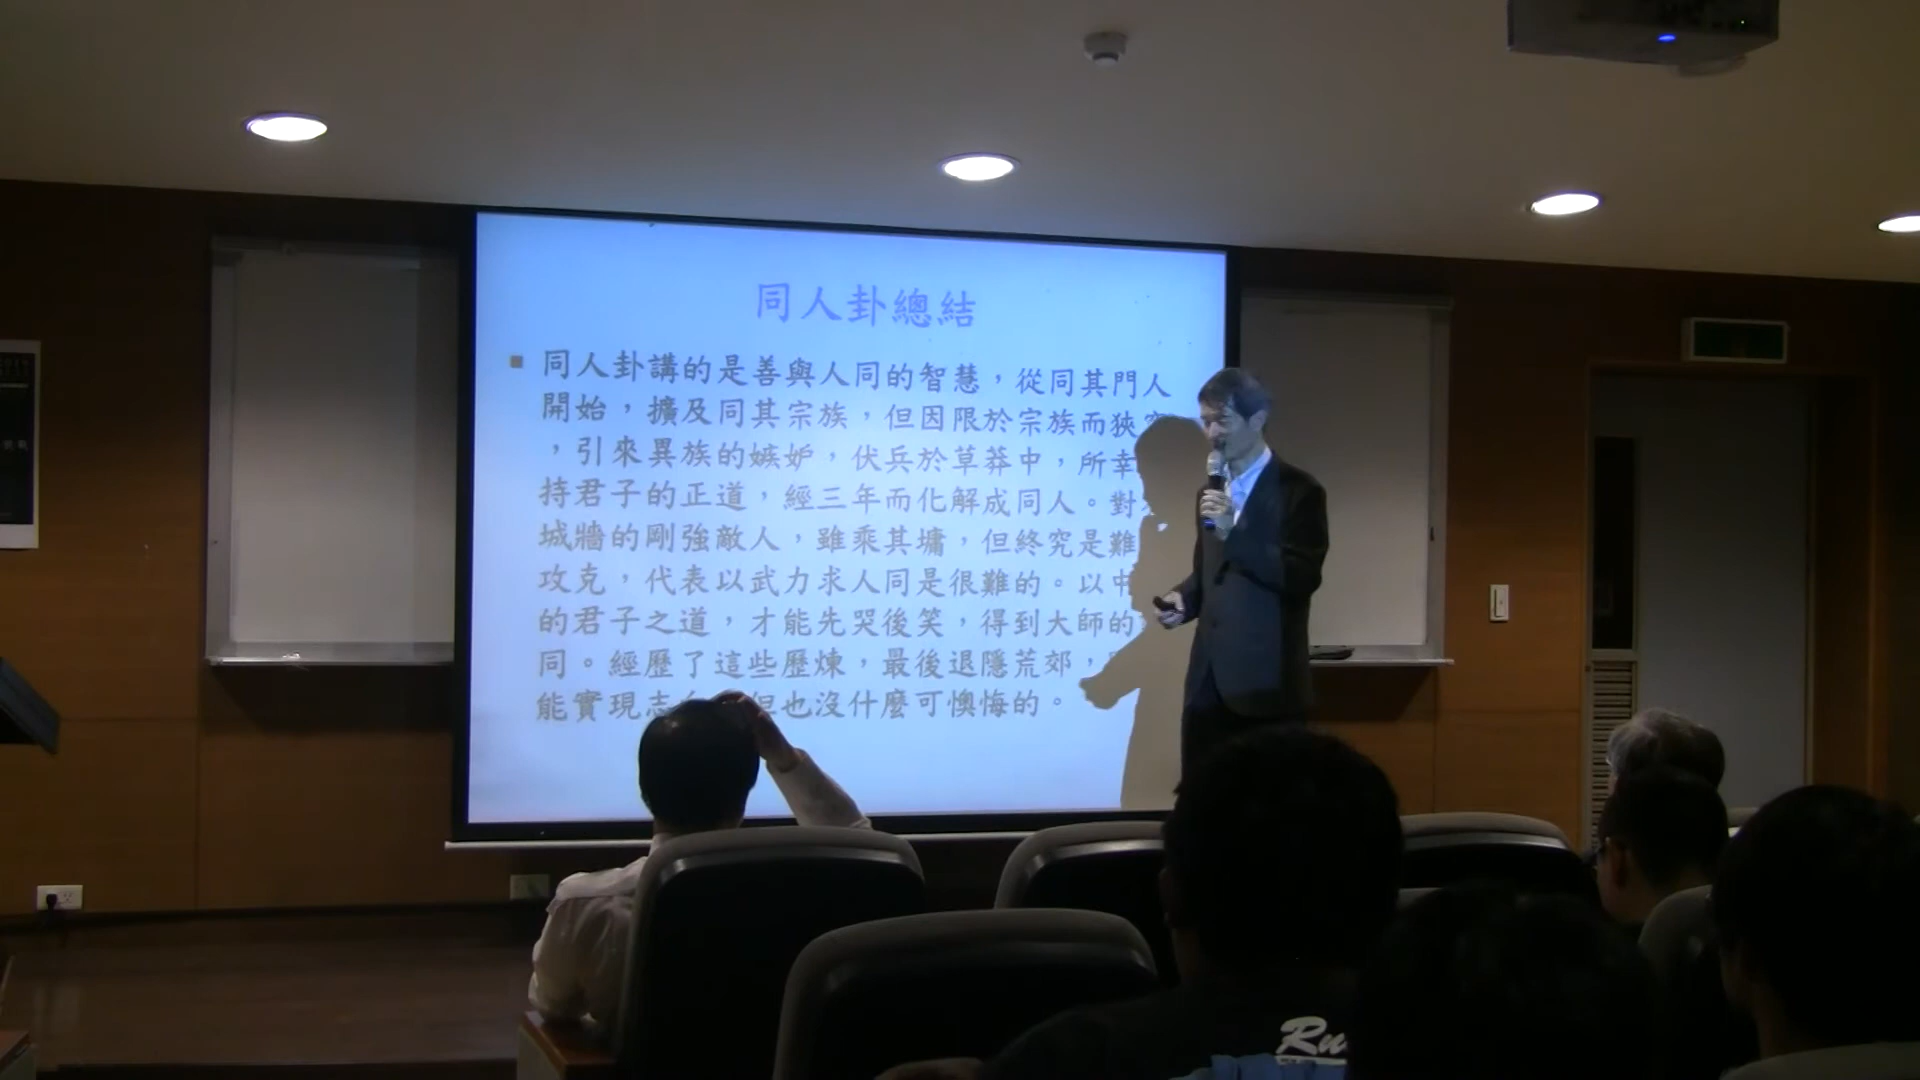 同人卦總結
同人卦講的是善與人同的智慧，從同其門人
開始，擴及同其宗族，但因限於宗族而狹
，引來異族的嫉妒，伏兵於草莽中，所幸
持君子的正道，經三年而化解成同人。對
城牆的剛強敵人，雖乘其墉，但終究是難
攻克，代表以武力求人同是很難的。以中
的君子之道，才能先哭後笑，得到大師的
同。經歷了這些歷煉，最後退隱荒郊，
能實現志 但也沒什麼可懊悔的。
Ru